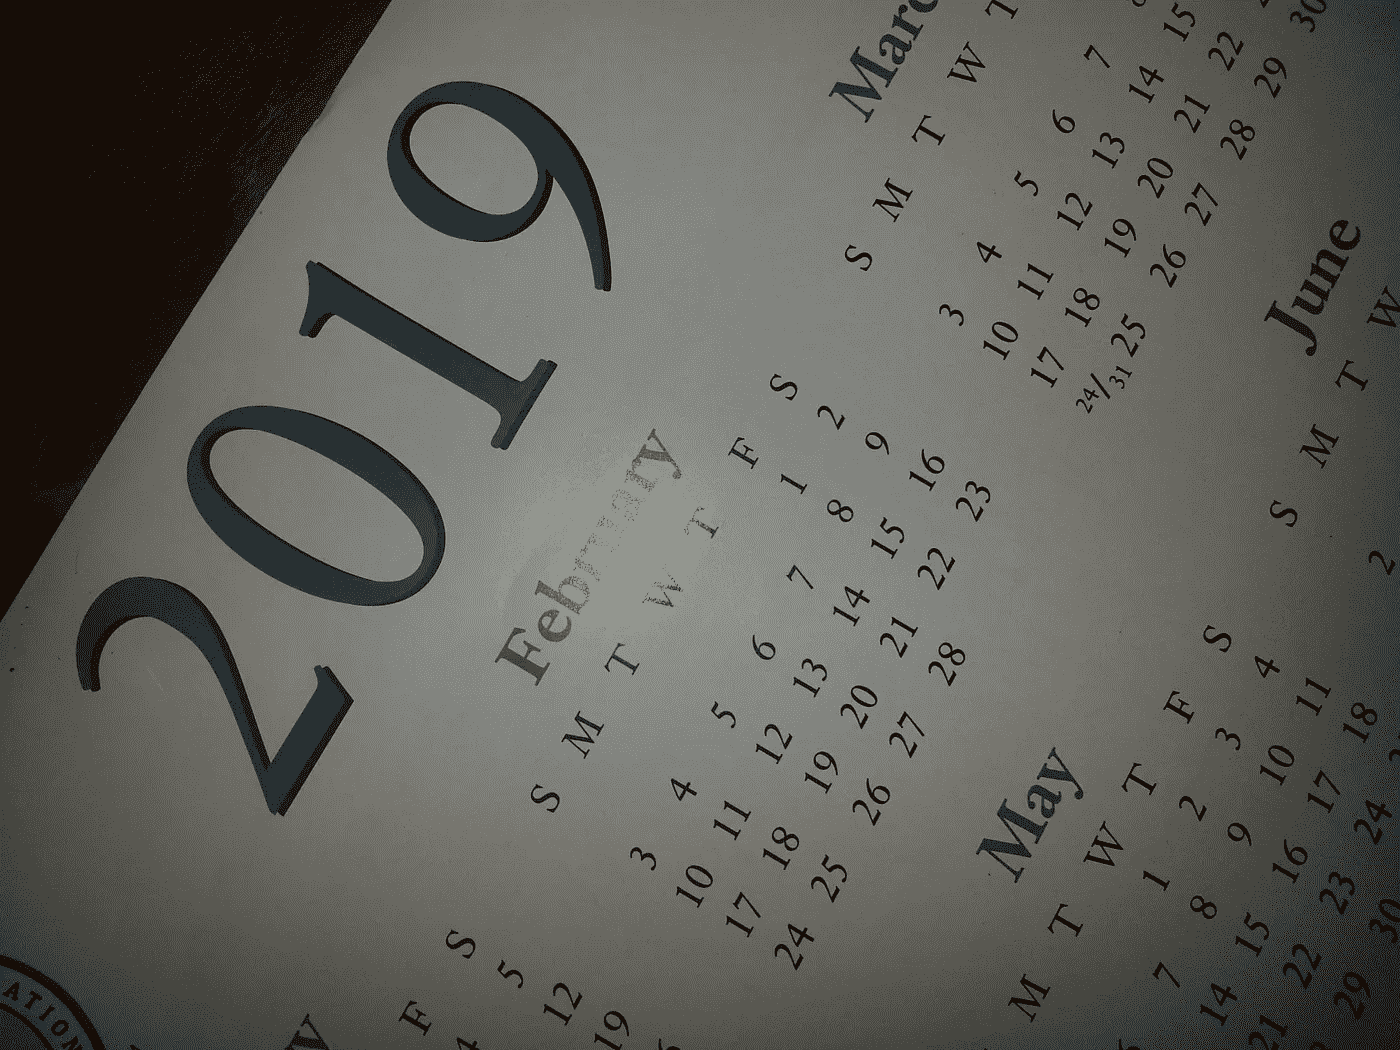 2019
February
S M T W T F S
1 2
3 4 5 6 7 8 9
10 11 12 13 14 15 16
17 18 19 20 21 22 23
24 25 26 27 28
Marc
S M T W T
7
3 4 5 6 14 15
10 11 12 13 21 22
17 18 19 20 28 29 30
24/31 25 26 27
May
M T W T F S
1 2 3 4
7 8 9 10 11
14 15 16 17 18
21 22 23 24
29 30
June
S M T W
2
F S
5
12
19
ATION